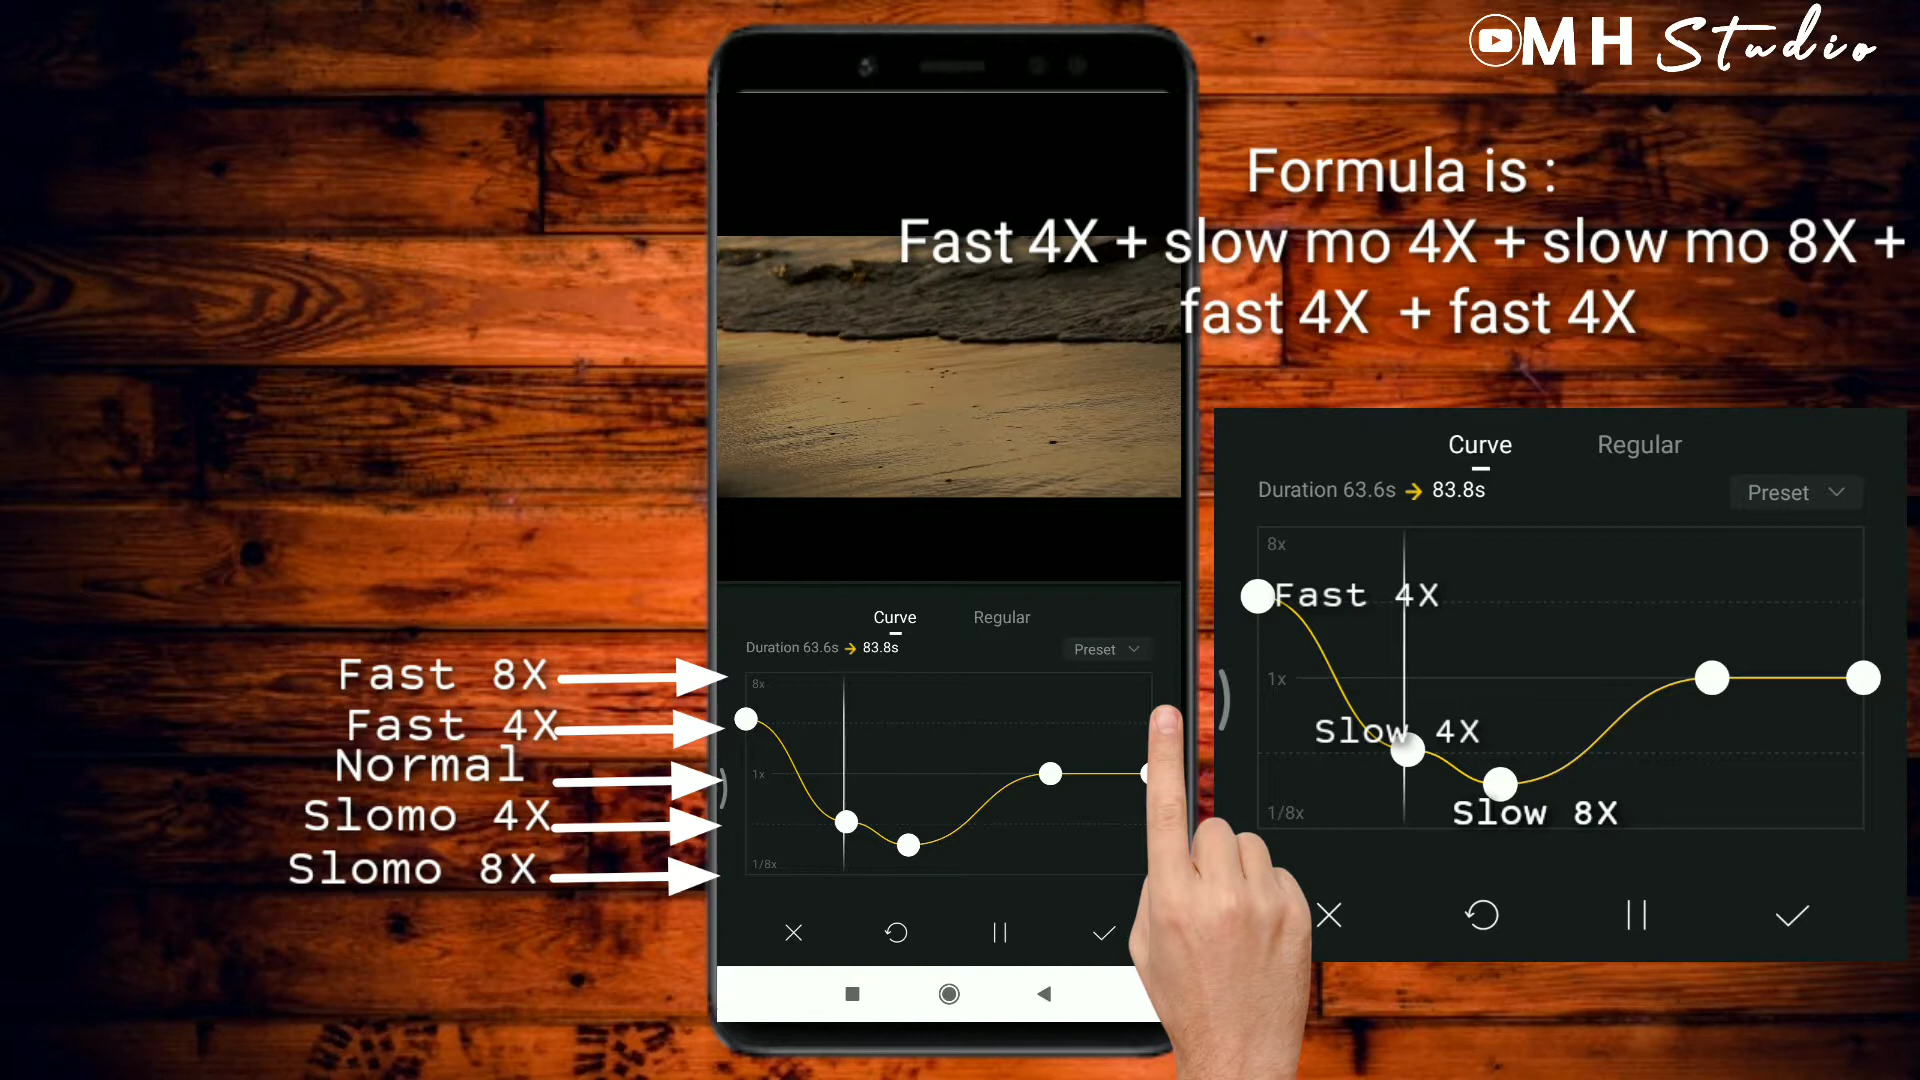 MH Studio
Formula is :
Fast 4X + slow mo 4X + slow mo 8X +
fast 4X + fast 4X
Curve Regular
Duration 63.6s → 83.8s Preset
8x
Fast 4X
1x
Slow 4X
Slow 8X
1/8x
Curve Regular
Duration 63.6s → 83.8s Preset
8x
1x
1/8x
Fast 8X
Fast 4X
Normal
Slomo 4X
Slomo 8X